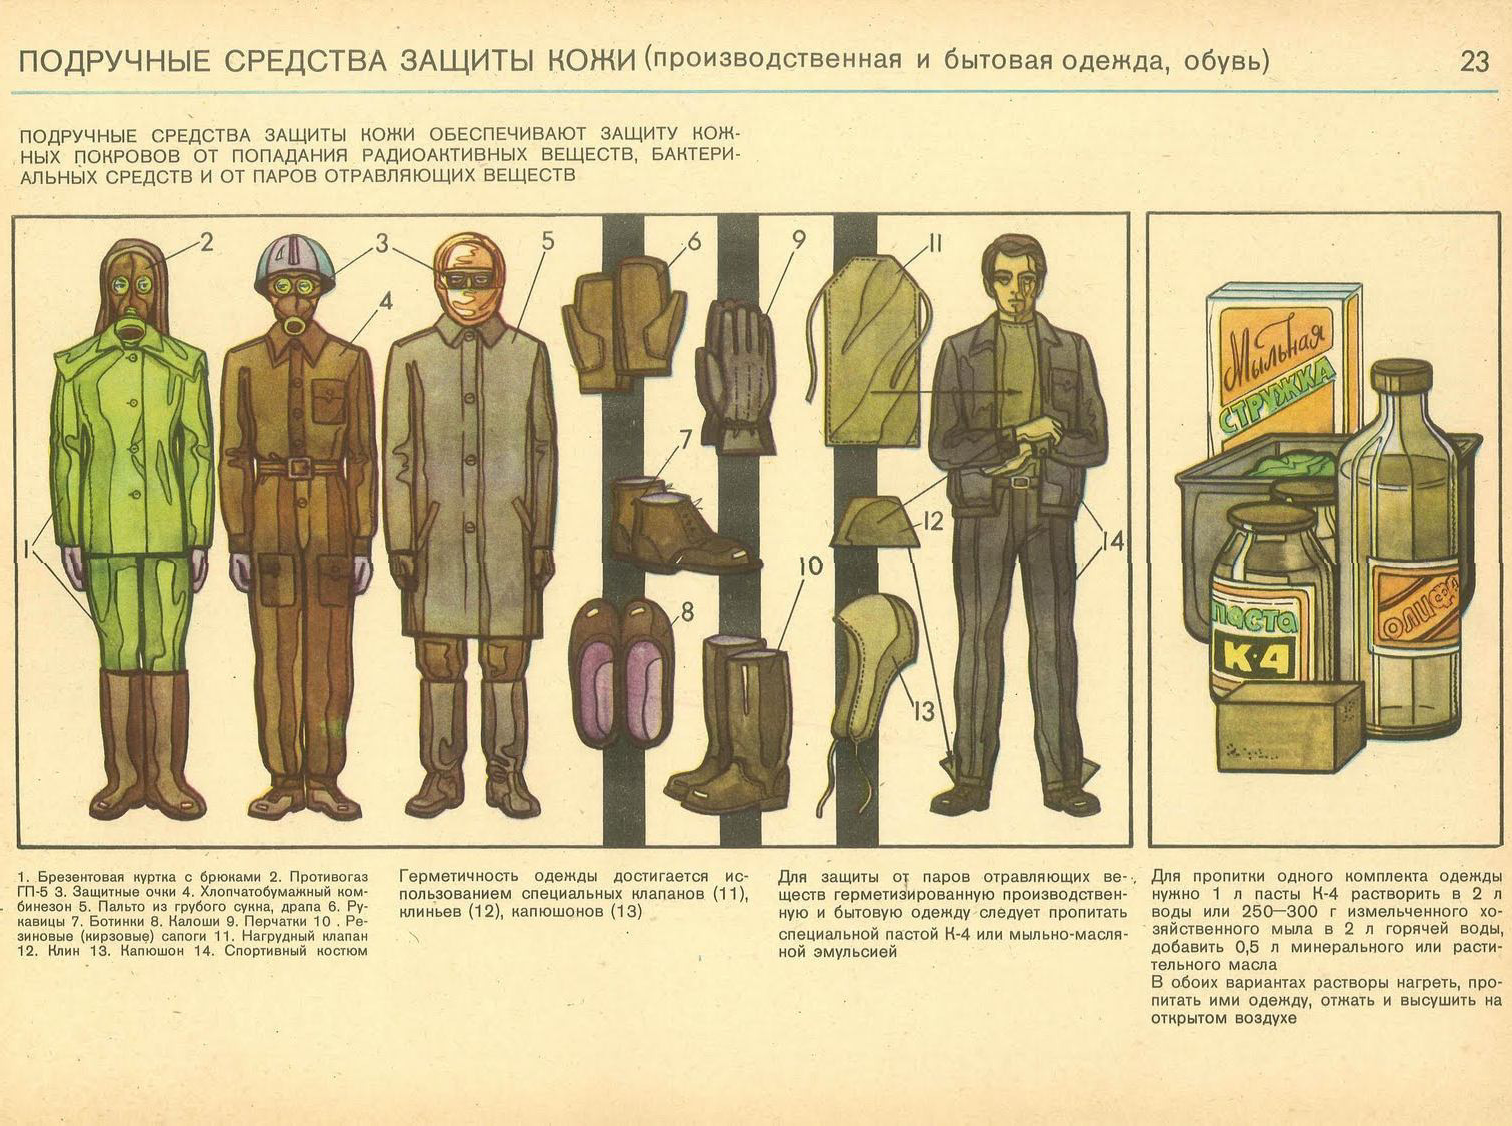 ПОДРУЧНЫЕ СРЕДСТВА ЗАЩИТЫ КОЖИ (производственная и бытовая одежда, обувь)
23
ПОДРУЧНЫЕ СРЕДСТВА ЗАЩИТЫ КОЖИ ОБЕСПЕЧИВАЮТ ЗАЩИТУ КОЖ-
НЫХ ПОКРОВОВ ОТ ПОПАДАНИЯ РАДИОАКТИВНЫХ ВЕЩЕСТВ, БАКТЕРИ-
АЛЬНЫХ СРЕДСТВ И ОТ ПАРОВ ОТРАВЛЯЮЩИХ ВЕЩЕСТВ
2
3
5
6
9
11
4
7
1
12
14
10
8
13
Мыльная
СТРУЖКА
ПАСТА
К-4
ОЛИФА
1. Брезентовая куртка с брюками 2. Противогаз
ГП-5 3. Защитные очки 4. Хлопчатобумажный ком-
бинезон 5. Пальто из грубого сукна, драпа 6. Ру-
кавицы 7. Ботинки 8. Калоши 9. Перчатки 10 . Ре-
зиновые (кирзовые) сапоги 11. Нагрудный клапан
12. Клин 13. Капюшон 14. Спортивный костюм
Герметичность одежды достигается ис-
пользованием специальных клапанов (11),
клиньев (12), капюшонов (13)
Для защиты от паров отравляющих ве-
ществ герметизированную производствен-
ную и бытовую одежду следует пропитать
специальной пастой К-4 или мыльно-масля-
ной эмульсией
Для пропитки одного комплекта одежды
нужно 1 л пасты К-4 растворить в 2 л
воды или 250—300 г измельченного хо-
зяйственного мыла в 2 л горячей воды,
добавить 0,5 л минерального или расти-
тельного масла
В обоих вариантах растворы нагреть, про-
питать ими одежду, отжать и высушить на
открытом воздухе